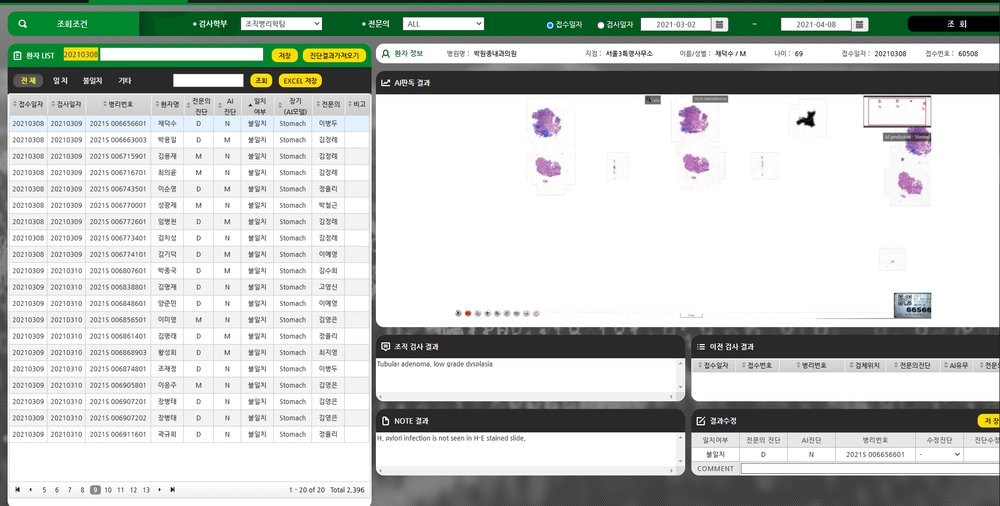 조회조건
검사학부 조직병리학팀
전문의 ALL
접수일자 검사일자 2021-03-02 ~ 2021-04-08
조 회
환자 LIST 20210308 저장 진단결과가져오기
전 체 일 치 불일치 기타 조회 EXCEL 저장
접수일자 검사일자 병리번호 환자명 전문의 진단 AI 진단 일치 여부 장기 (AI모델) 전문의 비고
20210308 20210309 2021S 006656601 채덕수 D N 불일치 Stomach 이병두
20210308 20210309 2021S 006663003 박용일 D M 불일치 Stomach 김정례
20210308 20210309 2021S 006715901 김용재 M N 불일치 Stomach 김정례
20210308 20210309 2021S 006716701 최의윤 M N 불일치 Stomach 김정례
20210308 20210309 2021S 006743501 이순영 D M 불일치 Stomach 정율리
20210308 20210309 2021S 006770001 성광제 M N 불일치 Stomach 박철근
20210308 20210309 2021S 006772601 임병천 D M 불일치 Stomach 김정례
20210308 20210309 2021S 006773401 김치성 D N 불일치 Stomach 김정례
20210308 20210309 2021S 006774101 김기덕 D M 불일치 Stomach 이예영
20210309 20210310 2021S 006807601 박종국 D M 불일치 Stomach 김수희
20210309 20210310 2021S 006838801 김명재 D N 불일치 Stomach 고영신
20210309 20210310 2021S 006848601 양준민 D N 불일치 Stomach 이예영
20210309 20210310 2021S 006856501 이미영 M N 불일치 Stomach 김영은
20210309 20210310 2021S 006861401 김명래 D M 불일치 Stomach 정율리
20210309 20210310 2021S 006868903 황성희 D M 불일치 Stomach 최지영
20210309 20210310 2021S 006874801 조재정 D N 불일치 Stomach 이병두
20210309 20210310 2021S 006905801 이응주 M N 불일치 Stomach 김영은
20210309 20210310 2021S 006907201 장병태 D N 불일치 Stomach 김영은
20210309 20210310 2021S 006907202 장병태 D N 불일치 Stomach 김영은
20210309 20210310 2021S 006911601 곽규희 D N 불일치 Stomach 정율리
5 6 7 8 9 10 11 12 13 1 - 20 of 20 Total 2,396
환자 정보 병원명 : 박원종내과의원 지점 : 서울3특영사무소 이름/성별 : 채덕수 / M 나이 : 69 접수일자 : 20210308 접수번호 : 60508
AI판독 결과
1.07x
2021S 0066566010101
AI prediction : Normal
채덕수
66566
2 mm
조직 검사 결과
Tubular adenoma, low grade dysplasia
이전 검사 결과
접수일자 접수번호 병리번호 검체위치 전문의진단 AI유무 전문의
NOTE 결과
H. pylori infection is not seen in H-E stained slide.
결과수정 저 장
일치여부 전문의 진단 AI진단 병리번호 수정진단 진단수정
불일치 D N 2021S 006656601 -
COMMENT